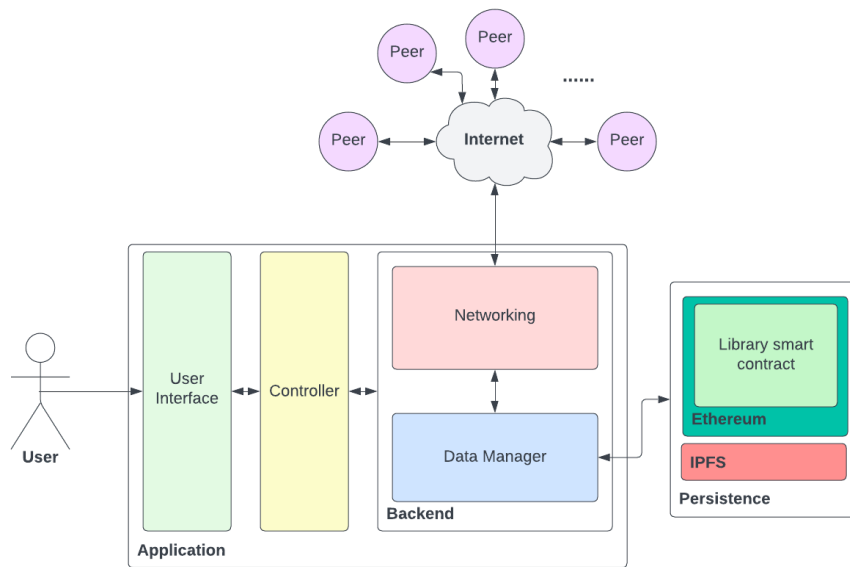 Peer
Peer
......
Peer
Internet
Peer
Networking
Library smart
contract
User
Interface
Controller
Ethereum
Data Manager
User
IPFS
Persistence
Backend
Application